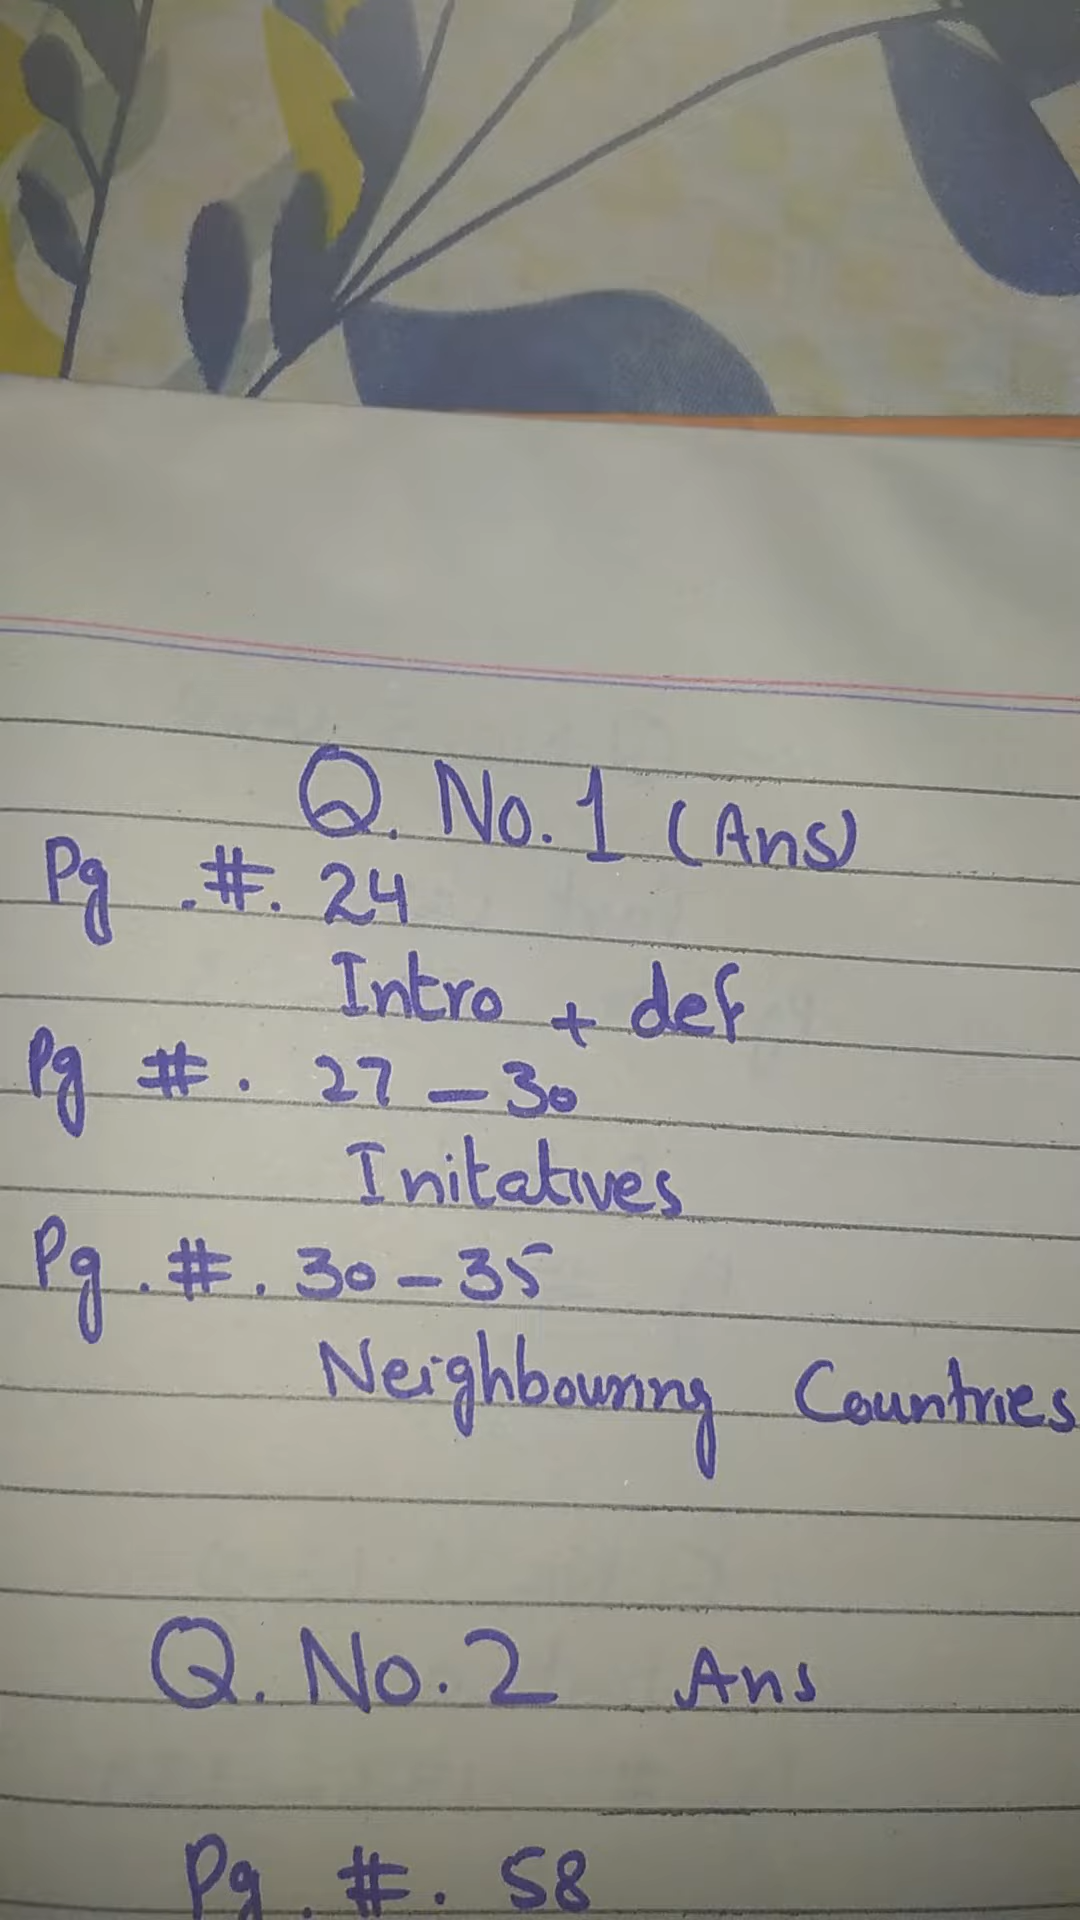 Q. No. 1 (Ans)
Pg .#. 24
Intro + def
Pg #. 27 – 30
Initatives
Pg .#. 30 – 35
Neighbouring Countries
Q. No. 2 Ans
Pg .#. 58